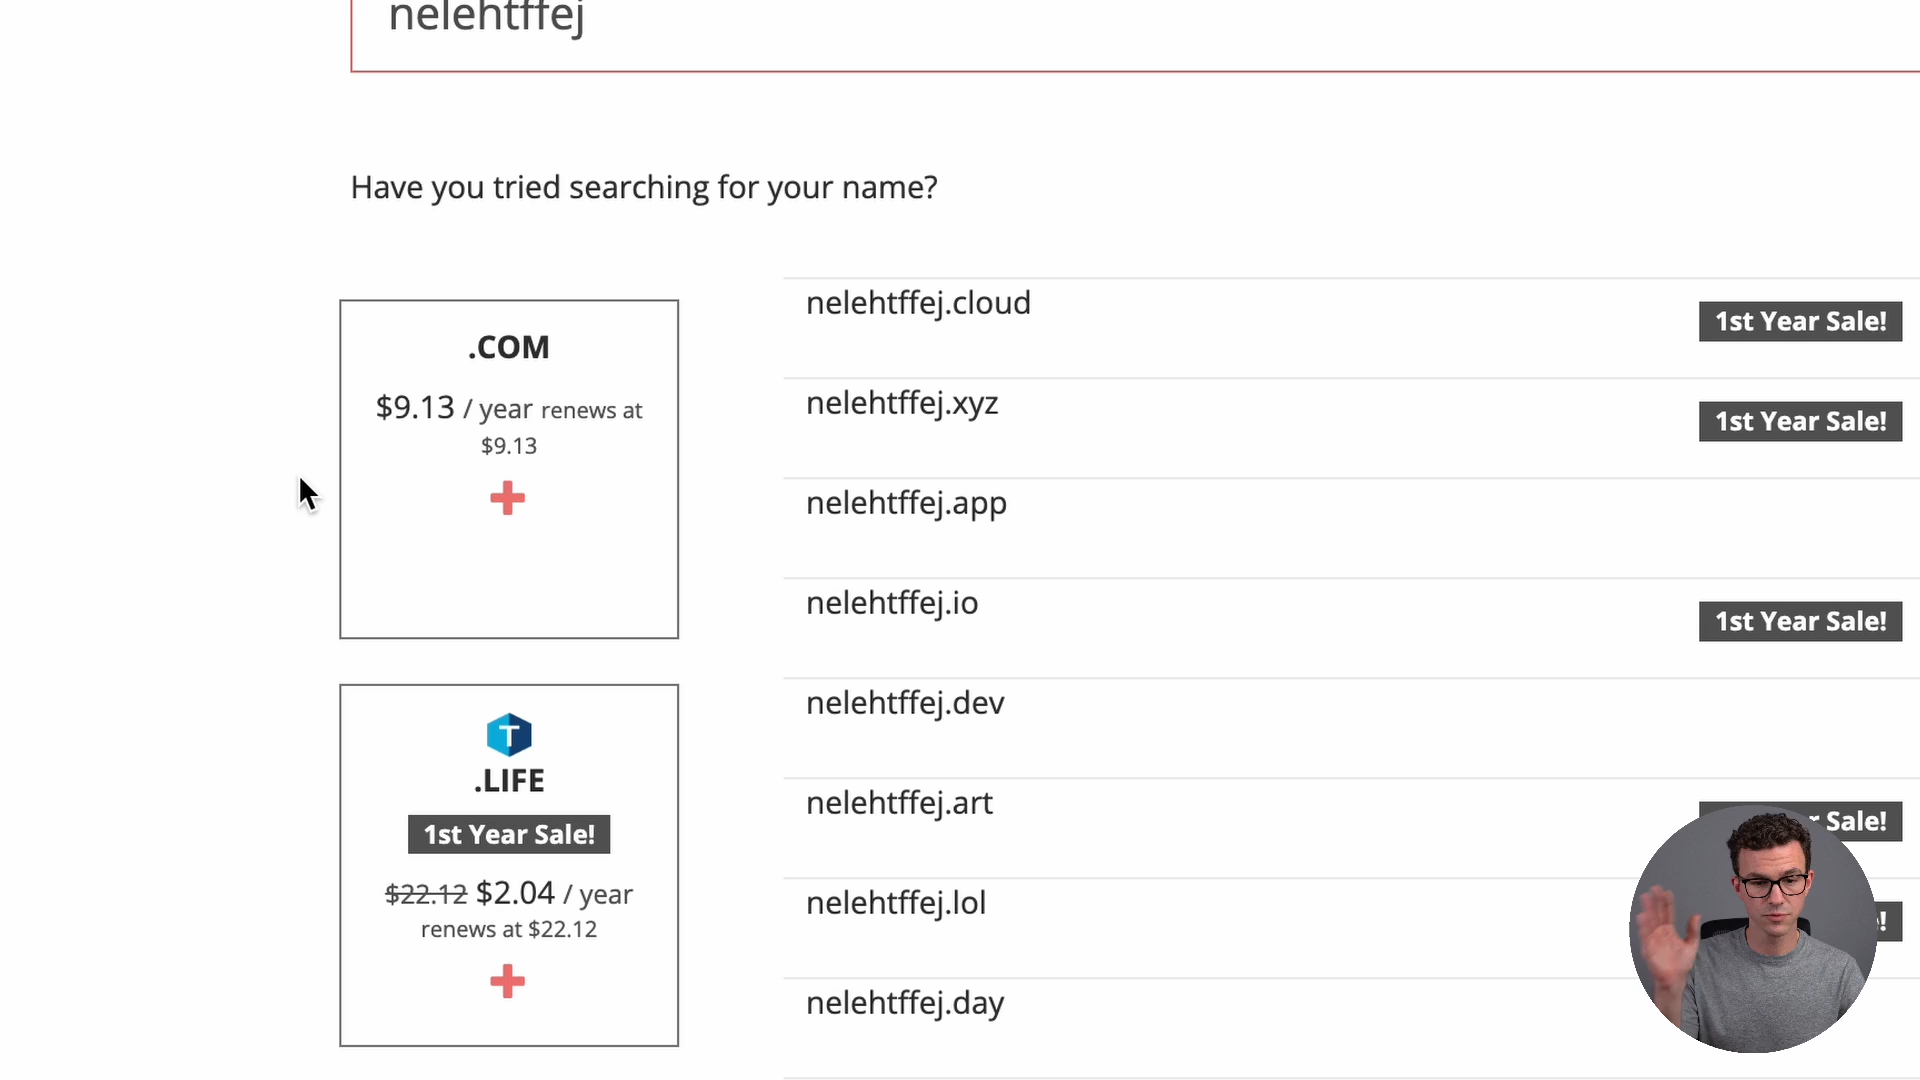 nelehtffej
Have you tried searching for your name?
.COM
$9.13 / year renews at
$9.13
T
.LIFE
1st Year Sale!
$22.12 $2.04 / year
renews at $22.12
nelehtffej.cloud
1st Year Sale!
nelehtffej.xyz
1st Year Sale!
nelehtffej.app
nelehtffej.io
1st Year Sale!
nelehtffej.dev
nelehtffej.art
Sale!
nelehtffej.lol
nelehtffej.day